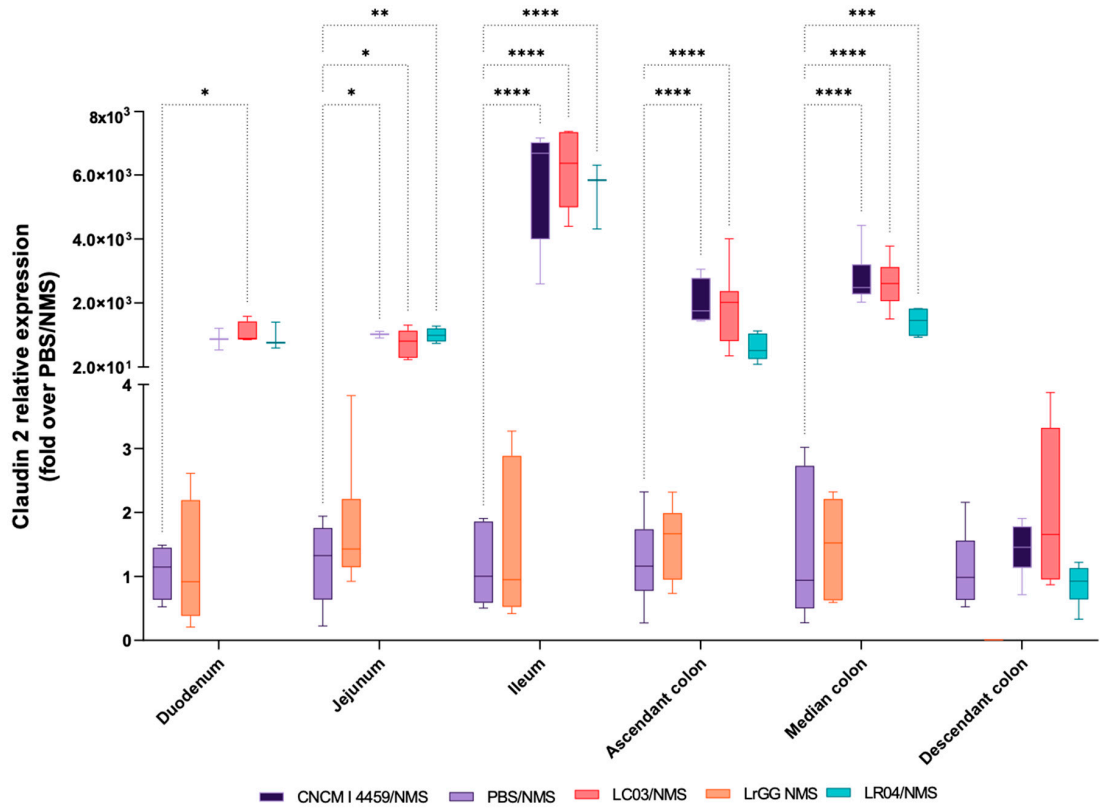 ** **** ***
* **** **** ****
* * **** **** ****
8x10³
6.0×10³
4.0×10³
2.0×10³
2.0×10¹
4
3
2
1
0
Claudin 2 relative expression
(fold over PBS/NMS)
Duodenum
Jejunum
Ileum
Ascendant colon
Median colon
Descendant colon
CNCM I 4459/NMS PBS/NMS LC03/NMS LrGG NMS LR04/NMS